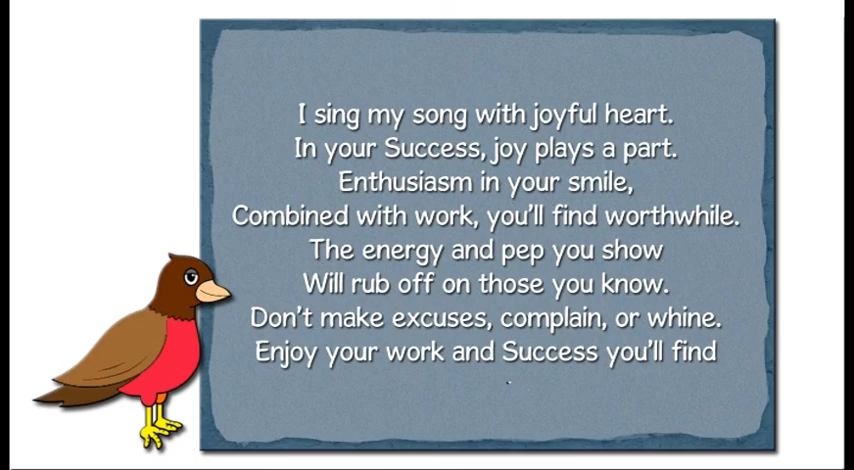 I sing my song with joyful heart.
In your Success, joy plays a part.
Enthusiasm in your smile,
Combined with work, you'll find worthwhile.
The energy and pep you show
Will rub off on those you know.
Don't make excuses, complain, or whine.
Enjoy your work and Success you'll find
.